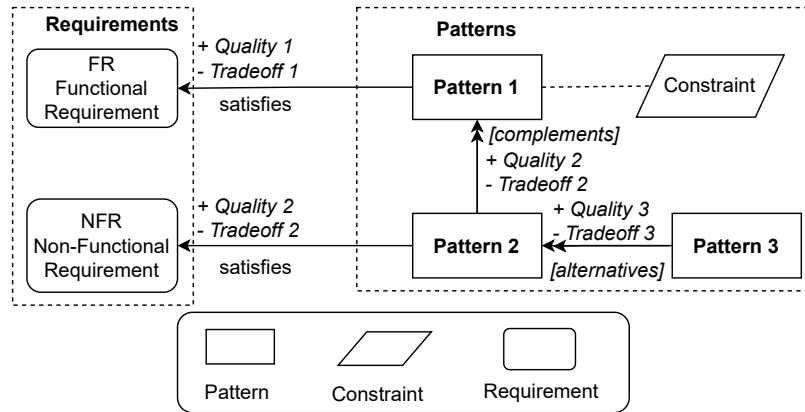 Requirements
Patterns
FR
Functional
Requirement
+ Quality 1
- Tradeoff 1
satisfies
Pattern 1
Constraint
[complements]
+ Quality 2
- Tradeoff 2
NFR
Non-Functional
Requirement
+ Quality 2
- Tradeoff 2
satisfies
Pattern 2
+ Quality 3
- Tradeoff 3
[alternatives]
Pattern 3
Pattern
Constraint
Requirement